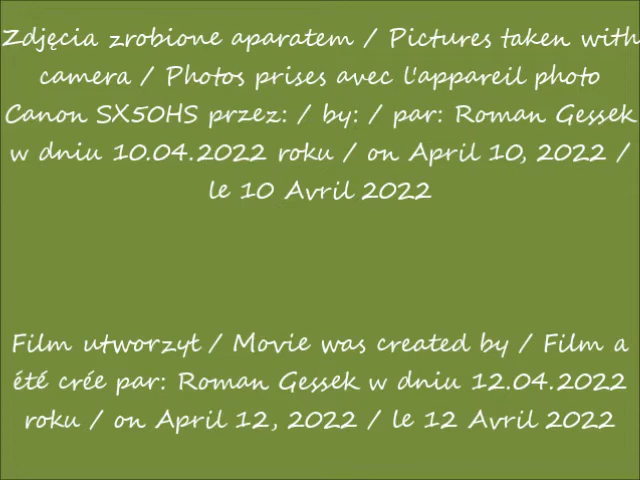 Zdjęcia zrobione aparatem / Pictures taken with
camera / Photos prises avec l'appareil photo
Canon SX50HS przez: / by: / par: Roman Gessek
w dniu 10.04.2022 roku / on April 10, 2022 /
le 10 Avril 2022
Film utworzył / Movie was created by / Film a
été crée par: Roman Gessek w dniu 12.04.2022
roku / on April 12, 2022 / le 12 Avril 2022